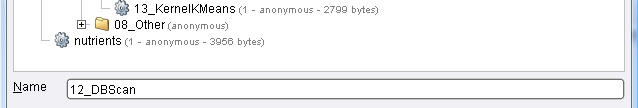 13_KernelKMeans (1 - anonymous - 2799 bytes)
08_Other (anonymous)
nutrients (1 - anonymous - 3956 bytes)
Name 12_DBScan